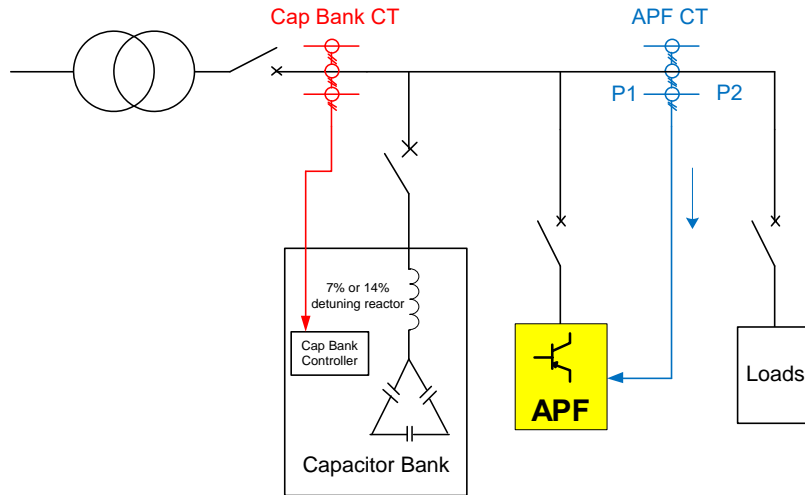 Cap Bank CT
APF CT
P1
P2
7% or 14%
detuning reactor
Cap Bank
Controller
APF
Loads
Capacitor Bank